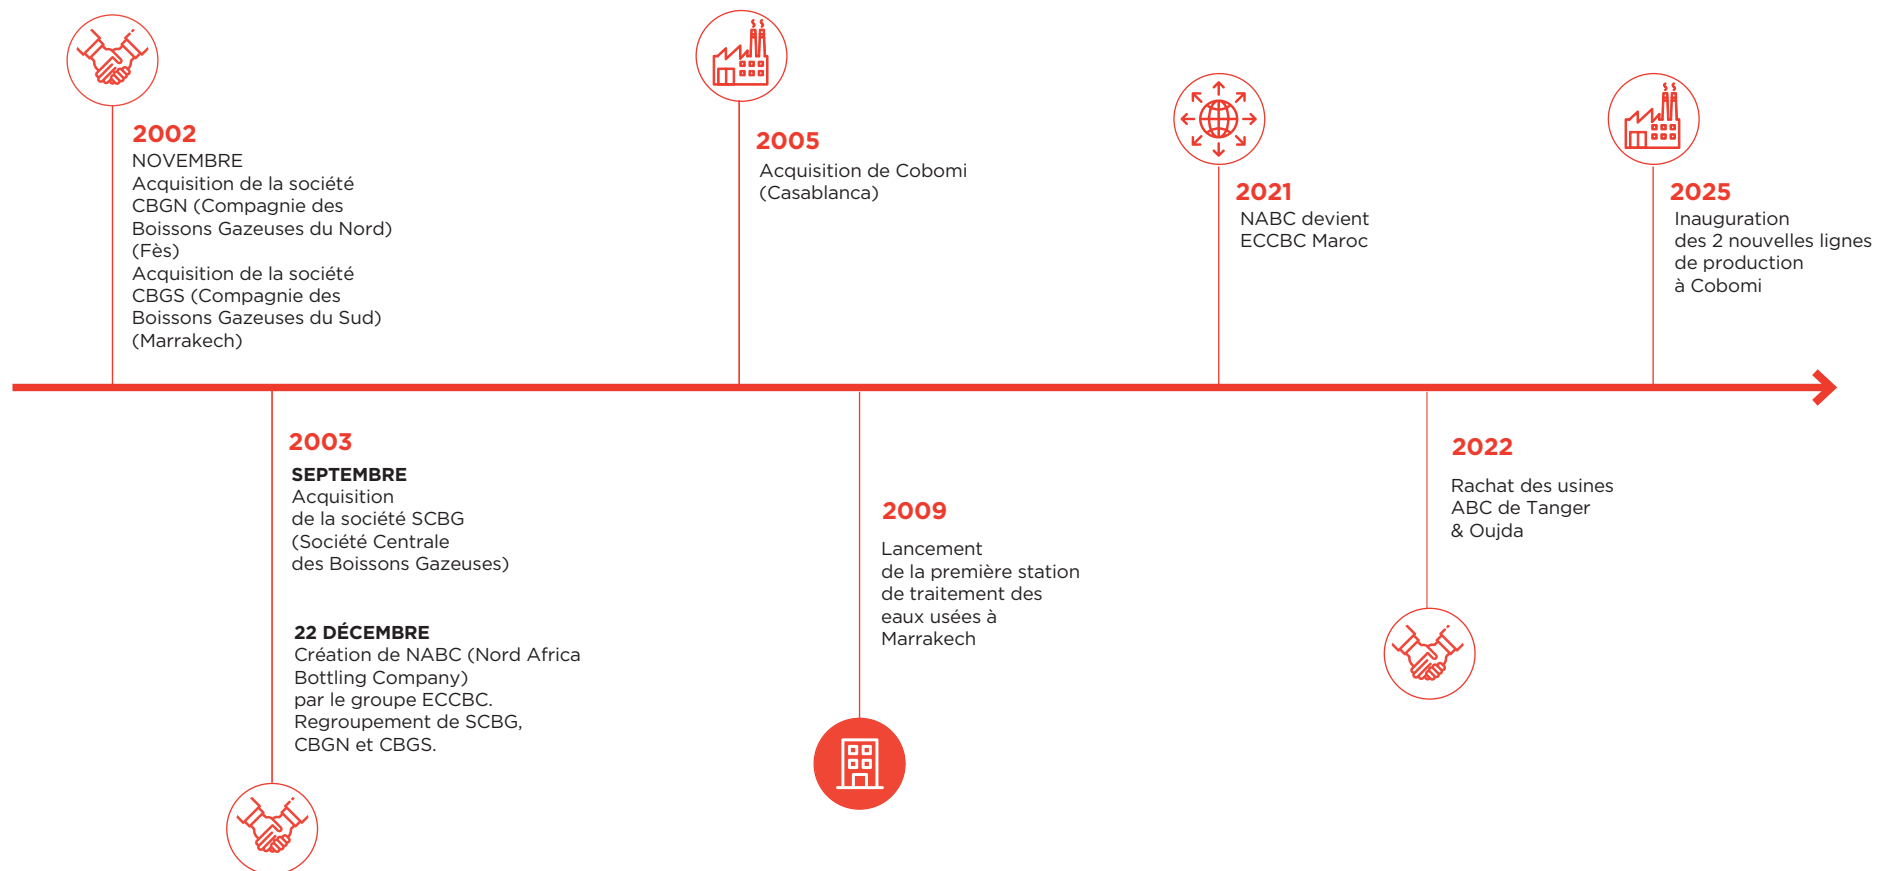 2002
NOVEMBRE
Acquisition de la société
CBGN (Compagnie des
Boissons Gazeuses du Nord)
(Fès)
Acquisition de la société
CBGS (Compagnie des
Boissons Gazeuses du Sud)
(Marrakech)
2003
SEPTEMBRE
Acquisition
de la société SCBG
(Société Centrale
des Boissons Gazeuses)
22 DÉCEMBRE
Création de NABC (Nord Africa
Bottling Company)
par le groupe ECCBC.
Regroupement de SCBG,
CBGN et CBGS.
2005
Acquisition de Cobomi
(Casablanca)
2009
Lancement
de la première station
de traitement des
eaux usées à
Marrakech
2021
NABC devient
ECCBC Maroc
2022
Rachat des usines
ABC de Tanger
& Oujda
2025
Inauguration
des 2 nouvelles lignes
de production
à Cobomi